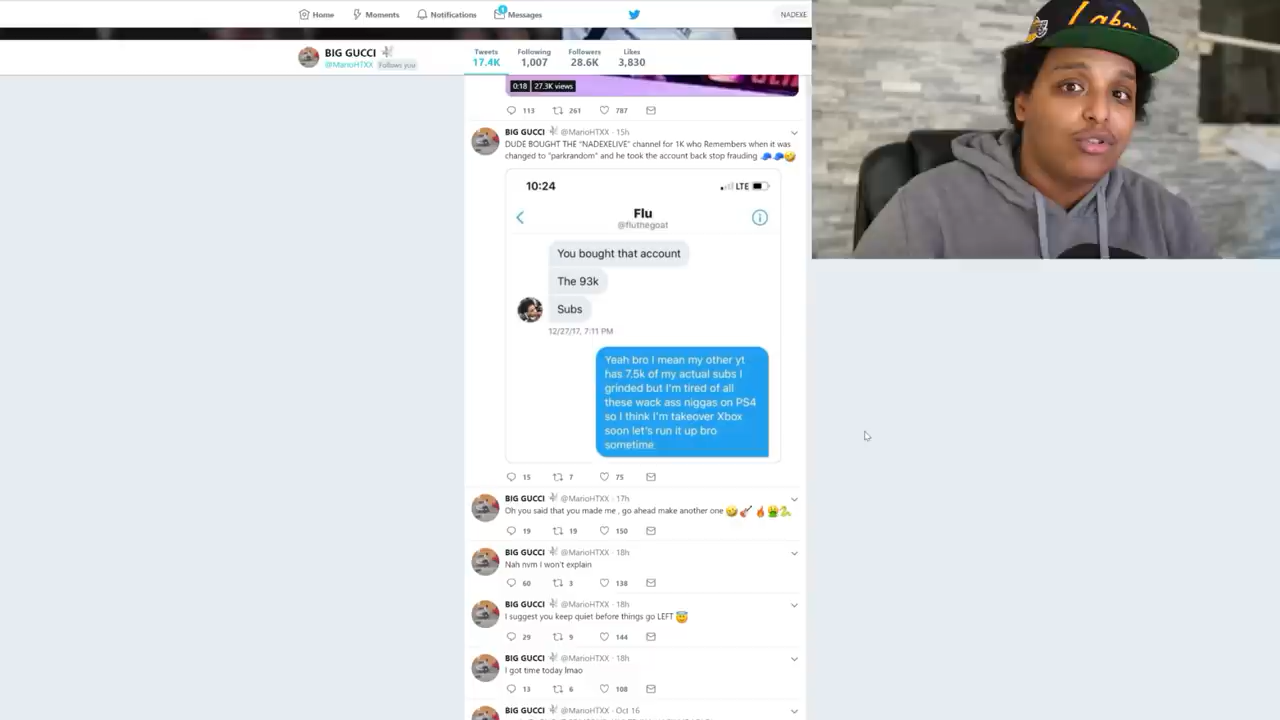 Home Moments Notifications 1 Messages NADEXE
BIG GUCCI
@MarioHTXX Follows you
Tweets Following Followers Likes
17.4K 1,007 28.6K 3,830
0:18 27.3K views
113 261 787
BIG GUCCI @MarioHTXX · 15h
DUDE BOUGHT THE "NADEXELIVE" channel for 1K who Remembers when it was
changed to "parkrandom" and he took the account back stop frauding 🧢🧢🤣
10:24 LTE
Flu
@fluthegoat
You bought that account
The 93k
Subs
12/27/17, 7:11 PM
Yeah bro I mean my other yt
has 7.5k of my actual subs I
grinded but I'm tired of all
these wack ass niggas on PS4
so I think I'm takeover Xbox
soon let's run it up bro
sometime
15 7 75
BIG GUCCI @MarioHTXX · 17h
Oh you said that you made me , go ahead make another one 🤣🎸🔥🤮🐍
19 19 150
BIG GUCCI @MarioHTXX · 18h
Nah nvm I won't explain
60 3 138
BIG GUCCI @MarioHTXX · 18h
I suggest you keep quiet before things go LEFT 😇
29 9 144
BIG GUCCI @MarioHTXX · 18h
I got time today lmao
13 6 108
BIG GUCCI @MarioHTXX · Oct 16